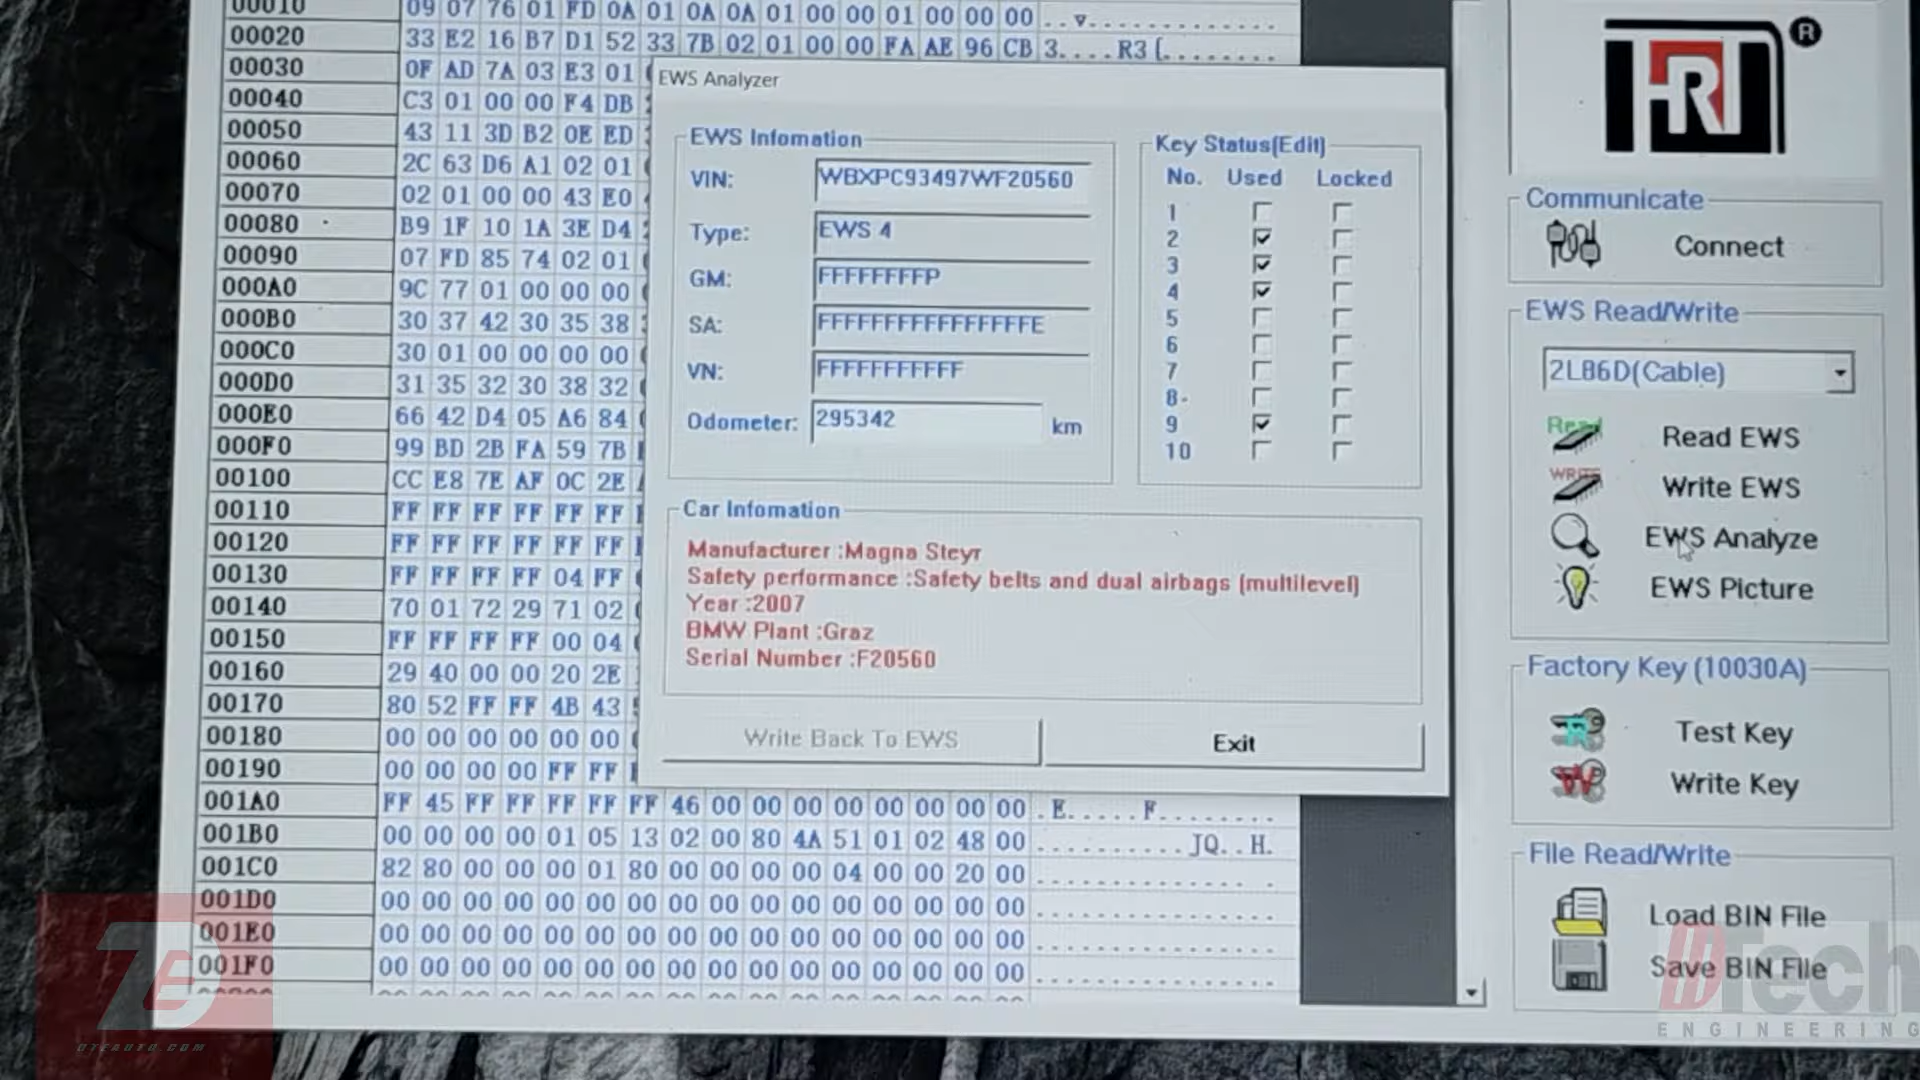 00010 09 07 76 01 FD 0A 01 0A 0A 01 00 00 01 00 00 00
00020 33 E2 16 B7 D1 52 33 7B 02 01 00 00 FA AE 96 CB 3....R3{........
00030 0F AD 7A 03 E3 01
00040 C3 01 00 00 F4 DB
00050 43 11 3D B2 0E ED
00060 2C 63 D6 A1 02 01
00070 02 01 00 00 43 E0
00080 B9 1F 10 1A 3E D4
00090 07 FD 85 74 02 01
000A0 9C 77 01 00 00 00
000B0 30 37 42 30 35 38
000C0 30 01 00 00 00 00
000D0 31 35 32 30 38 32
000E0 66 42 D4 05 A6 84
000F0 99 BD 2B FA 59 7B
00100 CC E8 7E AF 0C 2E
00110 FF FF FF FF FF FF
00120 FF FF FF FF FF FF
00130 FF FF FF FF 04 FF
00140 70 01 72 29 71 02
00150 FF FF FF FF 00 04
00160 29 40 00 00 20 2E
00170 80 52 FF FF 4B 43
00180 00 00 00 00 00 00
00190 00 00 00 00 FF FF
001A0 FF 45 FF FF FF FF FF 46 00 00 00 00 00 00 00 00 .E.....F........
001B0 00 00 00 00 01 05 13 02 00 80 4A 51 01 02 48 00 ..........JQ..H.
001C0 82 80 00 00 00 01 80 00 00 00 00 04 00 00 20 00
001D0 00 00 00 00 00 00 00 00 00 00 00 00 00 00 00 00 ................
001E0 00 00 00 00 00 00 00 00 00 00 00 00 00 00 00 00 ................
001F0 00 00 00 00 00 00 00 00 00 00 00 00 00 00 00 00 ................
EWS Analyzer
EWS Infomation
VIN: WBXPC93497WF20560
Type: EWS 4
GM: FFFFFFFFP
SA: FFFFFFFFFFFFFFFFE
VN: FFFFFFFFFFF
Odometer: 295342 km
Key Status(Edit)
No. Used Locked
1
2
3
4
5
6
7
8
9
10
Car Infomation
Manufacturer :Magna Steyr
Safety performance :Safety belts and dual airbags (multilevel)
Year :2007
BMW Plant :Graz
Serial Number :F20560
Write Back To EWS
Exit
HR ®
Communicate
Connect
EWS Read/Write
2L86D(Cable)
Read
Read EWS
WRITE
Write EWS
EWS Analyze
EWS Picture
Factory Key (10030A)
R
Test Key
W
Write Key
File Read/Write
Load BIN File
Save BIN File
Tech
ENGINEERING